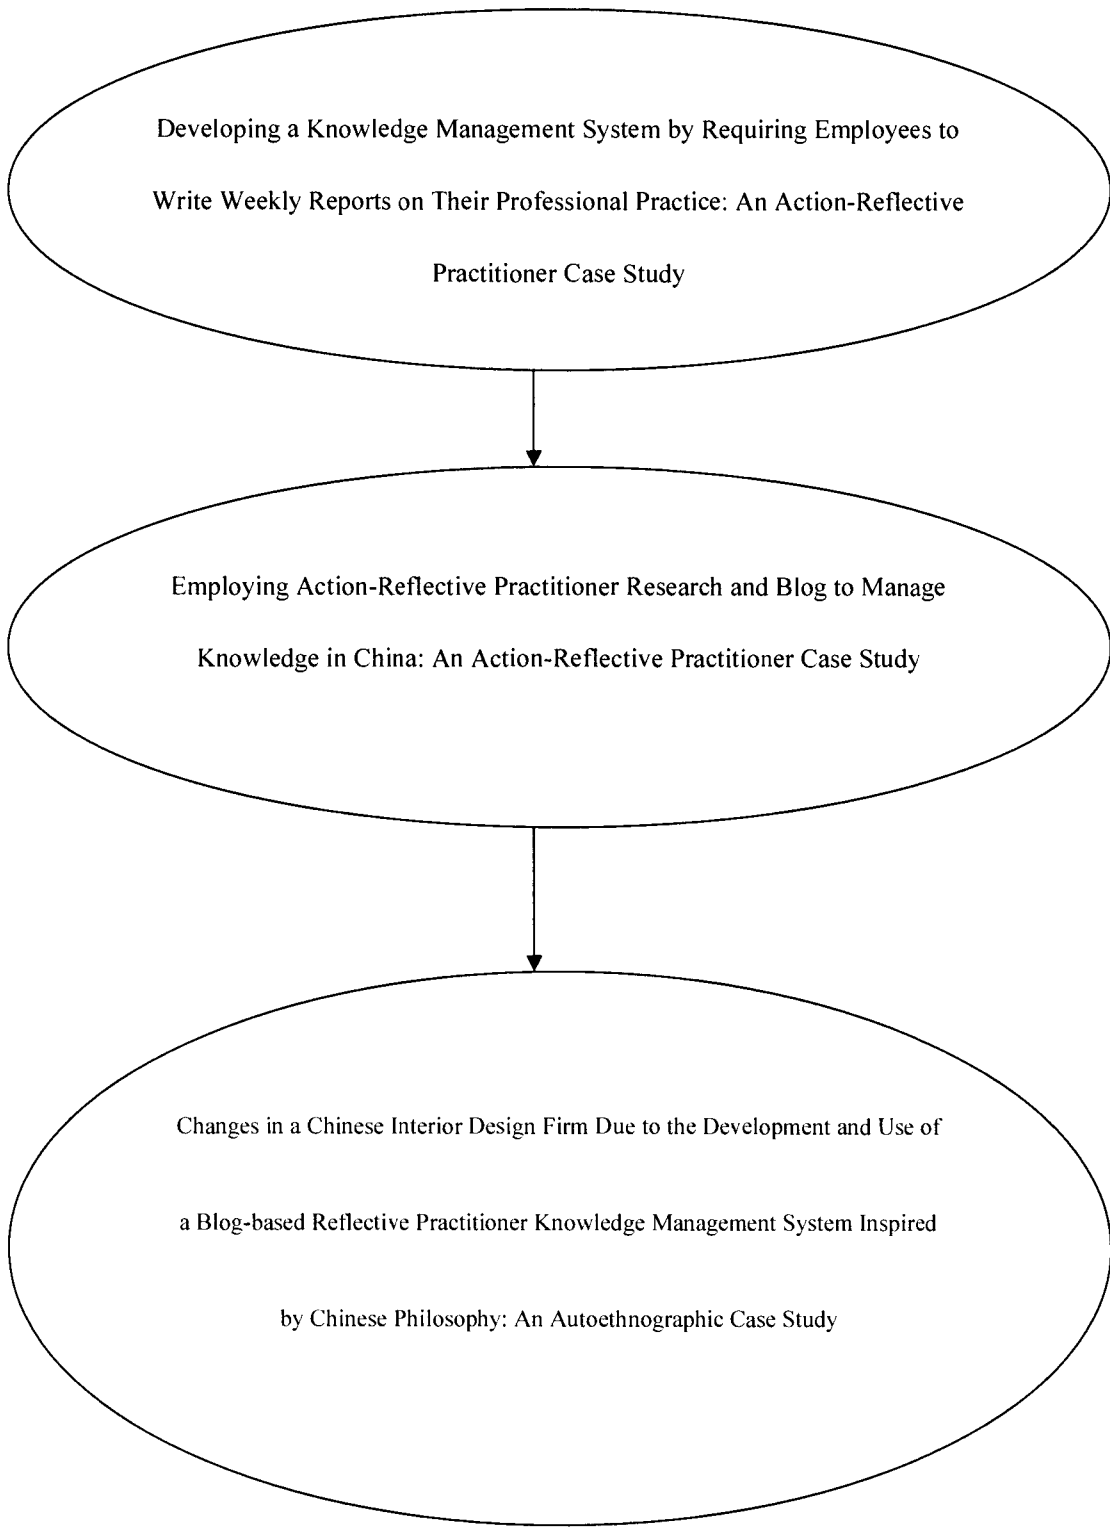 Developing a Knowledge Management System by Requiring Employees to
Write Weekly Reports on Their Professional Practice: An Action-Reflective
Practitioner Case Study
Employing Action-Reflective Practitioner Research and Blog to Manage
Knowledge in China: An Action-Reflective Practitioner Case Study
Changes in a Chinese Interior Design Firm Due to the Development and Use of
a Blog-based Reflective Practitioner Knowledge Management System Inspired
by Chinese Philosophy: An Autoethnographic Case Study